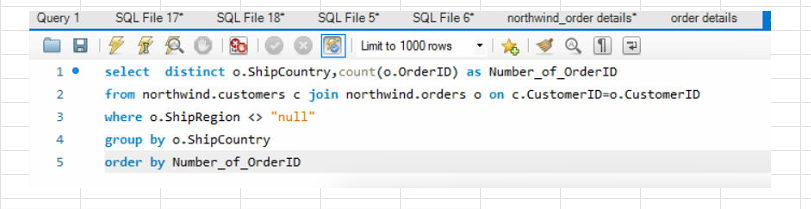 Query 1 SQL File 17* SQL File 18* SQL File 5* SQL File 6* northwind_order details* order details
Limit to 1000 rows
1 select  distinct o.ShipCountry,count(o.OrderID) as Number_of_OrderID
2 from northwind.customers c join northwind.orders o on c.CustomerID=o.CustomerID
3 where o.ShipRegion <> "null"
4 group by o.ShipCountry
5 order by Number_of_OrderID